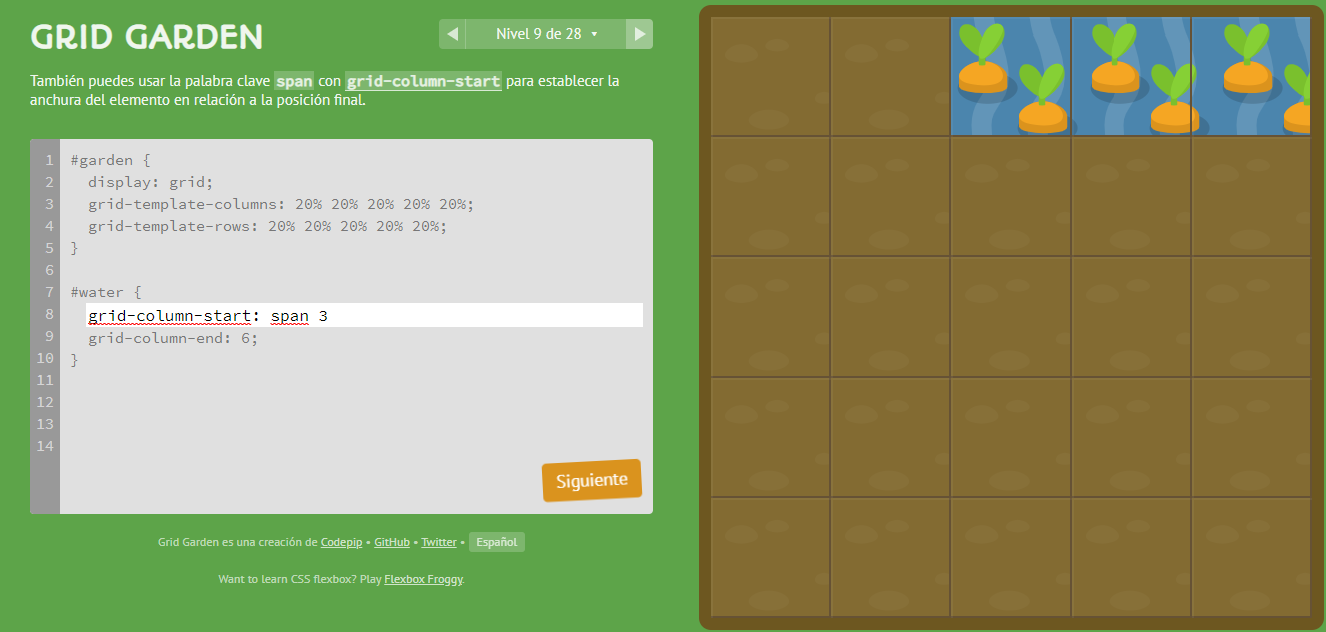 GRID GARDEN
◀ Nivel 9 de 28 ▾ ▶
También puedes usar la palabra clave span con grid-column-start para establecer la
anchura del elemento en relación a la posición final.
1 #garden {
2 display: grid;
3 grid-template-columns: 20% 20% 20% 20% 20%;
4 grid-template-rows: 20% 20% 20% 20% 20%;
5 }
6
7 #water {
8 grid-column-start: span 3
9 grid-column-end: 6;
10 }
11
12
13
14
Siguiente
Grid Garden es una creación de Codepip • GitHub • Twitter • Español
Want to learn CSS flexbox? Play Flexbox Froggy.